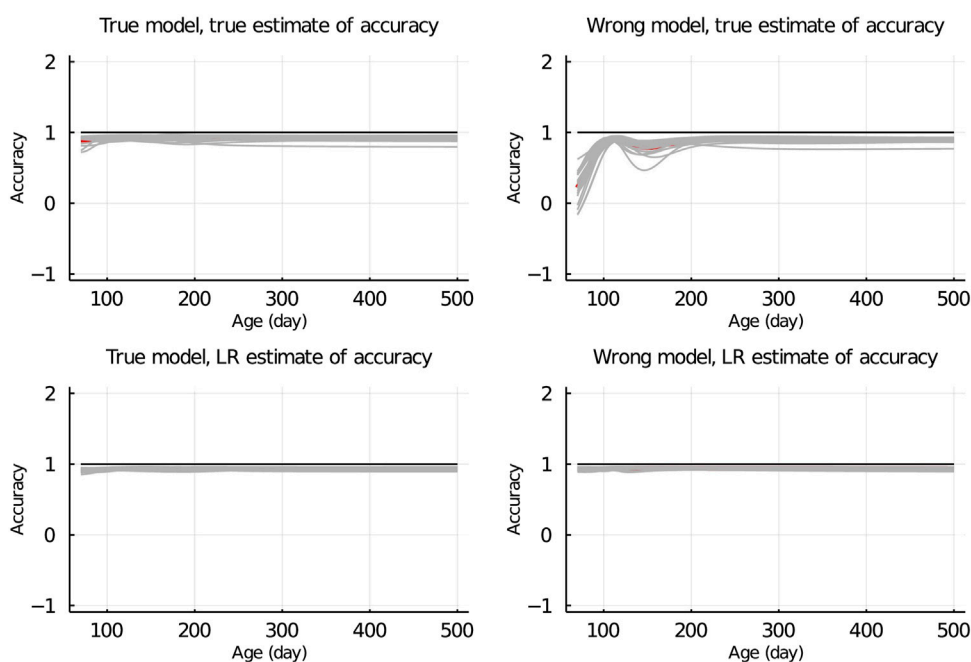 True model, true estimate of accuracy
2
1
0
−1
Accuracy
100 200 300 400 500
Age (day)
Wrong model, true estimate of accuracy
2
1
0
−1
Accuracy
100 200 300 400 500
Age (day)
True model, LR estimate of accuracy
2
1
0
−1
Accuracy
100 200 300 400 500
Age (day)
Wrong model, LR estimate of accuracy
2
1
0
−1
Accuracy
100 200 300 400 500
Age (day)